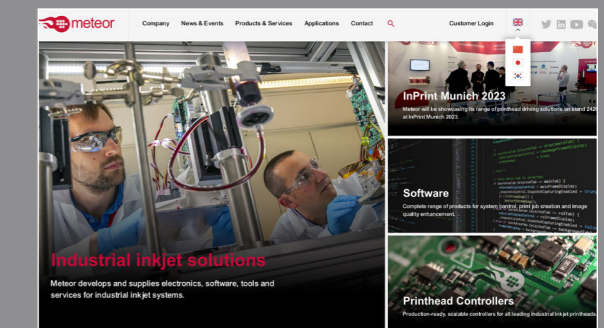 meteor
Company News & Events Products & Services Applications Contact Customer Login
InPrint Munich 2023
Meteor will be showcasing its range of printhead driving solutions on stand 242
at InPrint Munich 2023.
Software
Complete range of products for system control, print job creation and image
quality enhancement.
Industrial inkjet solutions
Meteor develops and supplies electronics, software, tools and
services for industrial inkjet systems.
Printhead Controllers
Production-ready, scalable controllers for all leading industrial inkjet printheads.